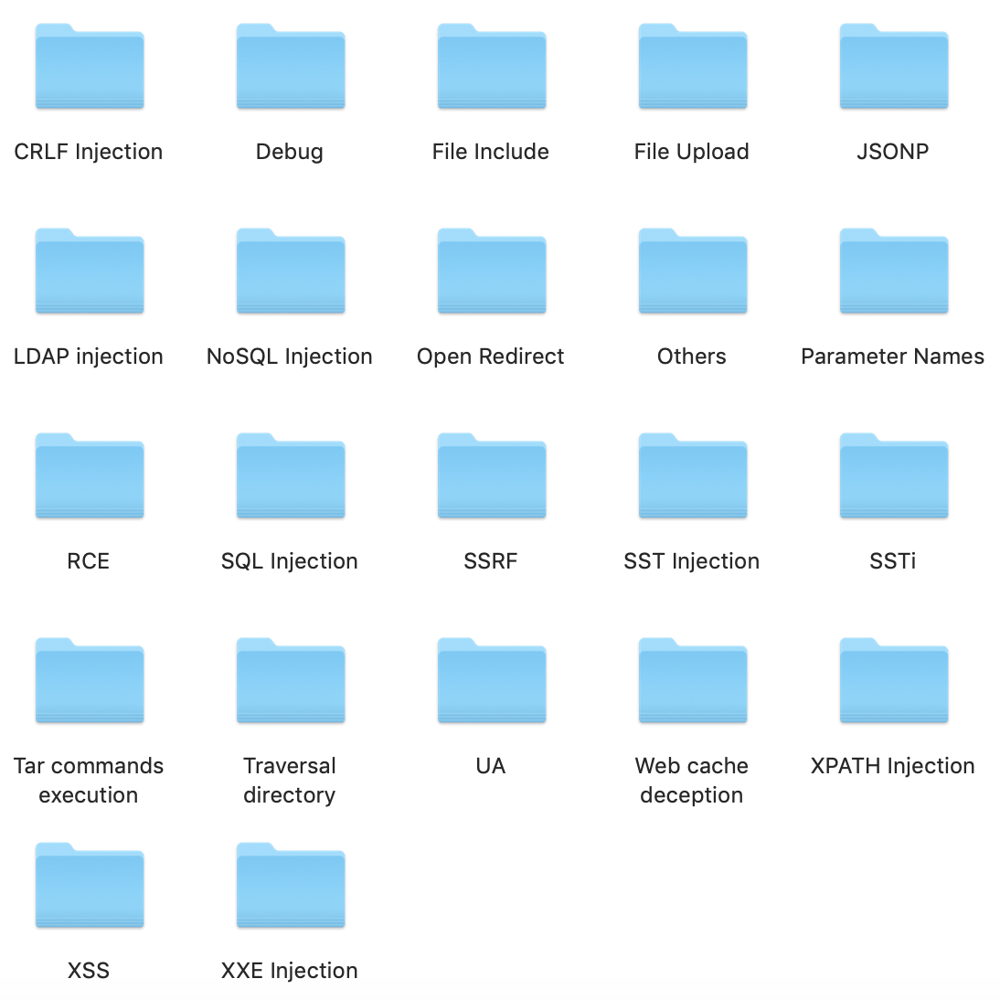 CRLF Injection
Debug
File Include
File Upload
JSONP
LDAP injection
NoSQL Injection
Open Redirect
Others
Parameter Names
RCE
SQL Injection
SSRF
SST Injection
SSTi
Tar commands
execution
Traversal
directory
UA
Web cache
deception
XPATH Injection
XSS
XXE Injection